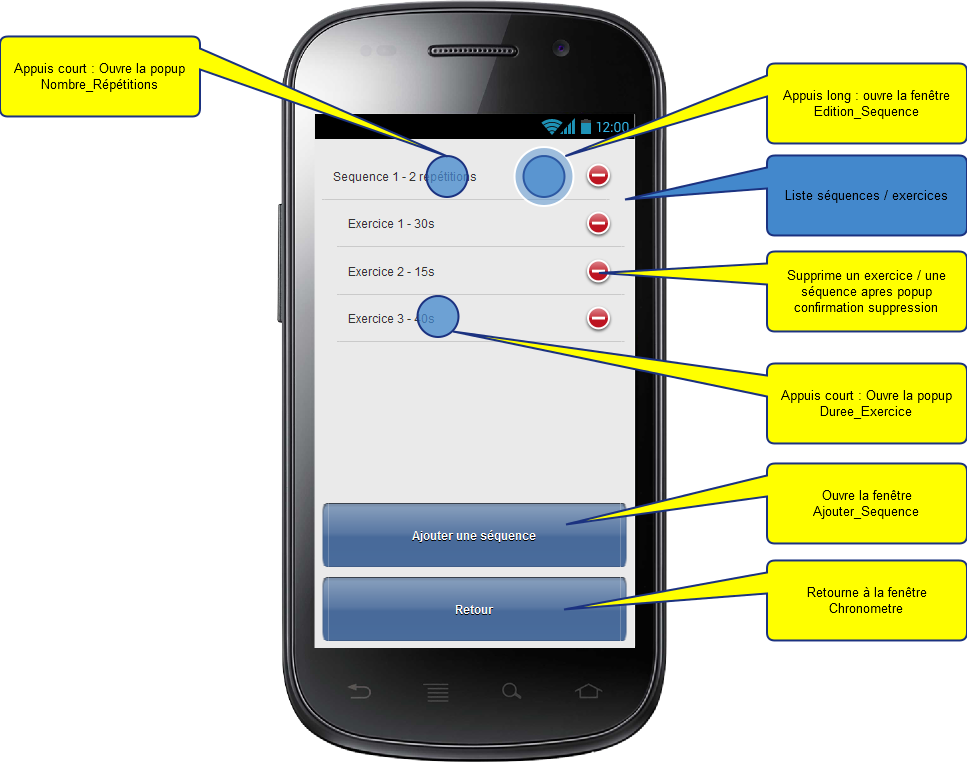 Appuis court : Ouvre la popup
Nombre_Répétitions
Appuis long : ouvre la fenêtre
Edition_Sequence
12:00
Sequence 1 - 2 répétitions
Liste séquences / exercices
Exercice 1 - 30s
Exercice 2 - 15s
Supprime un exercice / une
séquence apres popup
confirmation suppression
Exercice 3 - 40s
Appuis court : Ouvre la popup
Duree_Exercice
Ouvre la fenêtre
Ajouter_Sequence
Ajouter une séquence
Retourne à la fenêtre
Chronometre
Retour